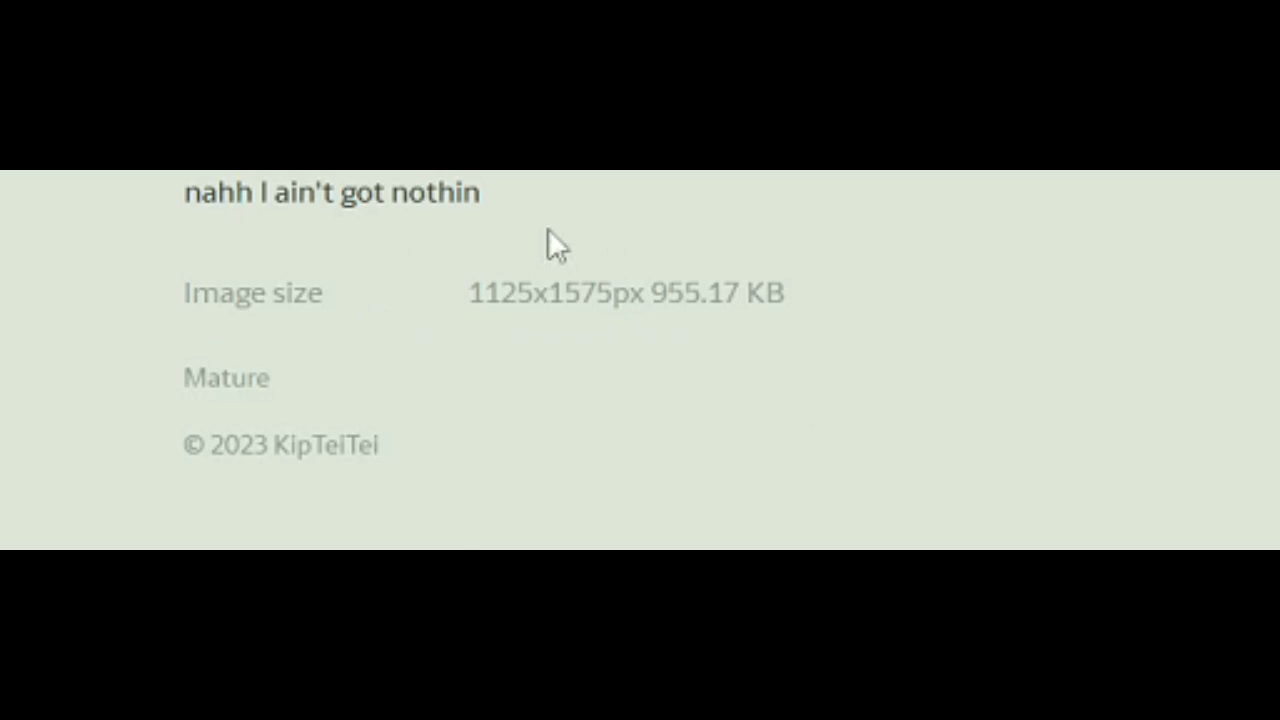 nahh I ain't got nothin
Image size 1125x1575px 955.17 KB
Mature
© 2023 KipTeiTei